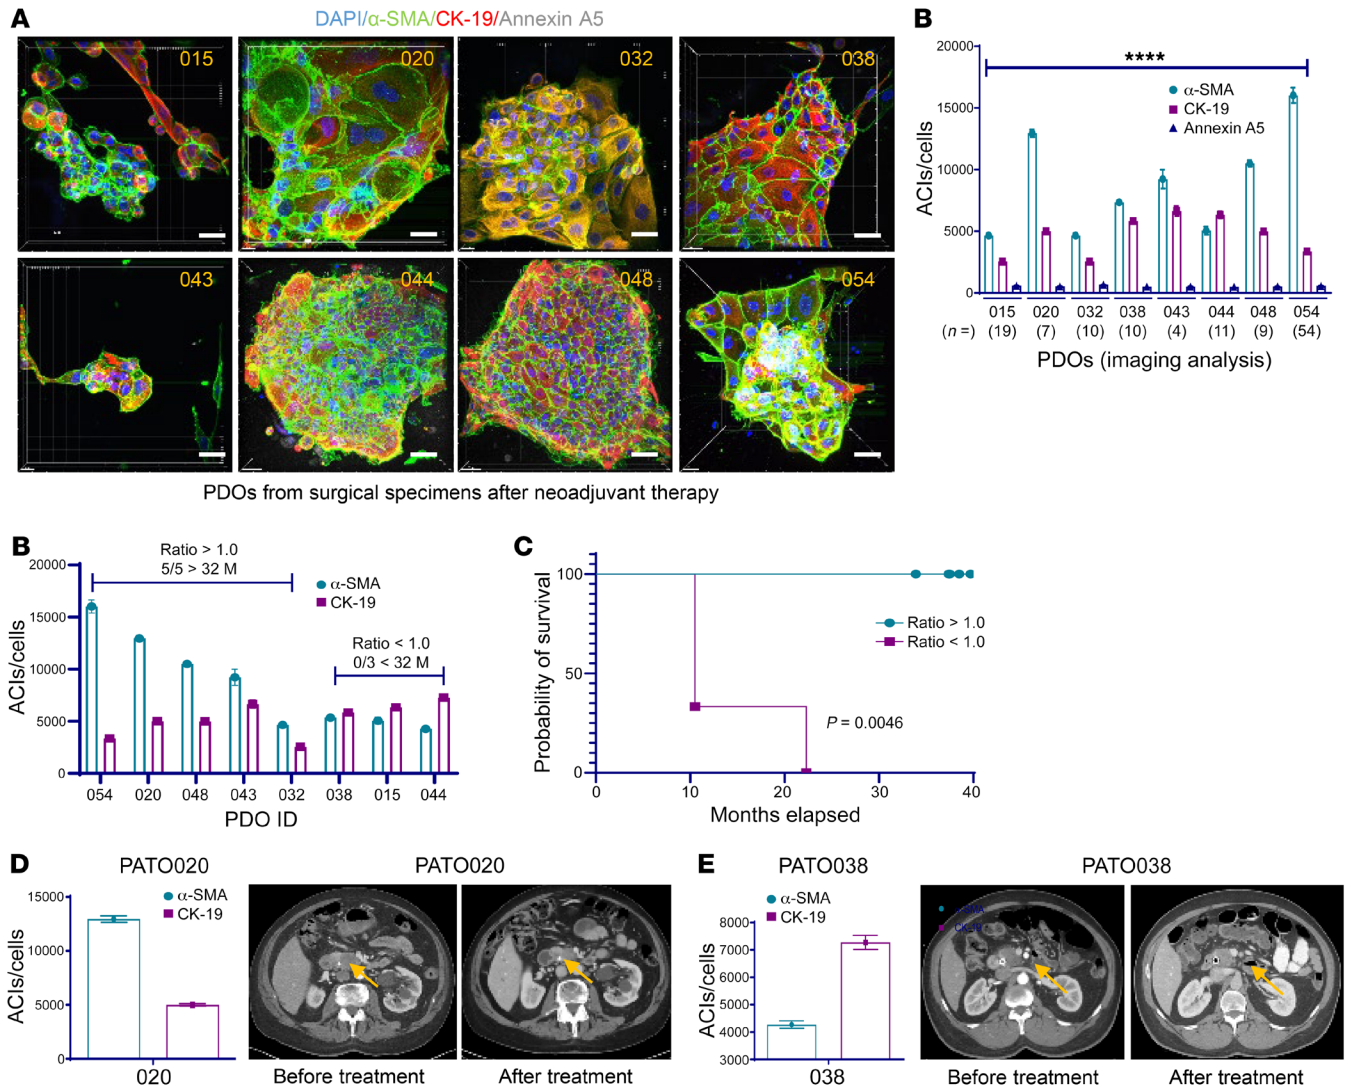 A
DAPI/α-SMA/CK-19/Annexin A5
015
020
032
038
043
044
048
054
PDOs from surgical specimens after neoadjuvant therapy
B
20000
15000
10000
5000
0
ACIs/cells
****
α-SMA
CK-19
Annexin A5
015 020 032 038 043 044 048 054
(n =) (19) (7) (10) (10) (4) (11) (9) (54)
PDOs (imaging analysis)
B
20000
15000
10000
5000
0
ACIs/cells
Ratio > 1.0
5/5 > 32 M
α-SMA
CK-19
Ratio < 1.0
0/3 < 32 M
054 020 048 043 032 038 015 044
PDO ID
C
100
50
0
Probability of survival
Ratio > 1.0
Ratio < 1.0
P = 0.0046
0 10 20 30 40
Months elapsed
D
PATO020
PATO020
15000
10000
5000
0
ACIs/cells
α-SMA
CK-19
020
Before treatment
After treatment
E
PATO038
PATO038
8000
7000
6000
5000
4000
3000
ACIs/cells
α-SMA
CK-19
038
α-SMA
CK-19
Before treatment
After treatment